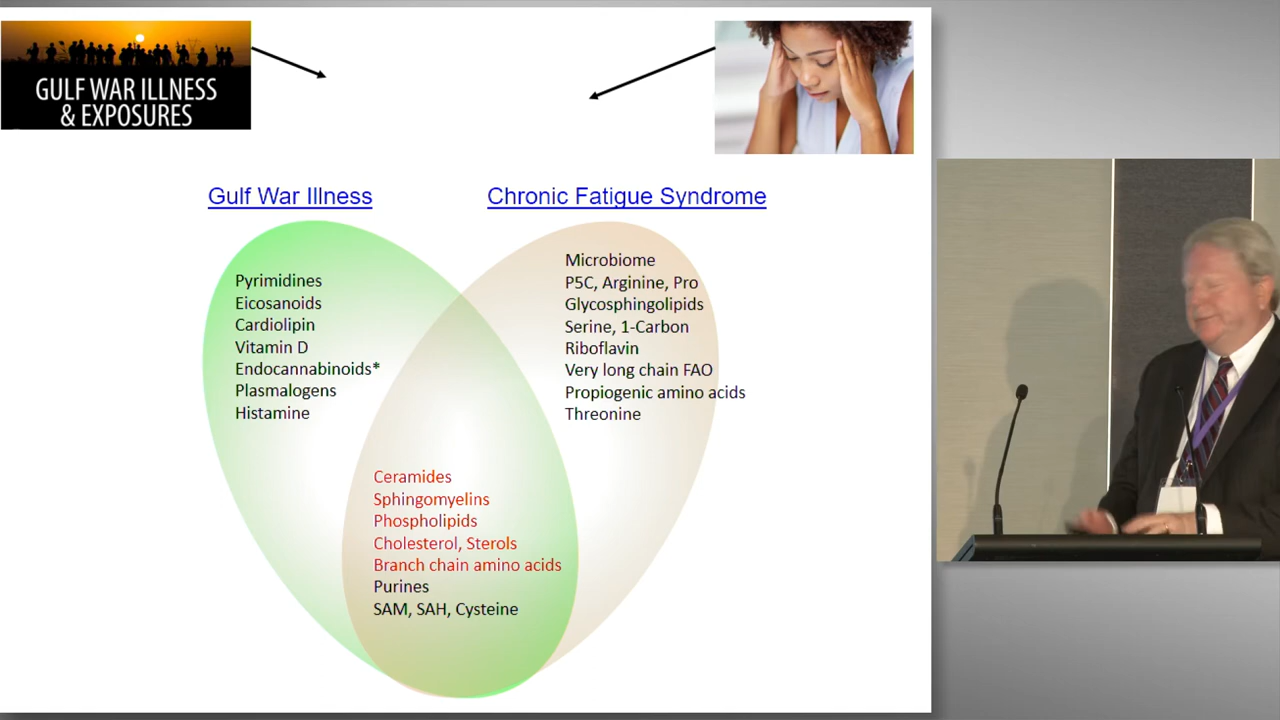 GULF WAR ILLNESS
& EXPOSURES
Gulf War Illness
Chronic Fatigue Syndrome
Pyrimidines
Eicosanoids
Cardiolipin
Vitamin D
Endocannabinoids*
Plasmalogens
Histamine
Microbiome
P5C, Arginine, Pro
Glycosphingolipids
Serine, 1-Carbon
Riboflavin
Very long chain FAO
Propiogenic amino acids
Threonine
Ceramides
Sphingomyelins
Phospholipids
Cholesterol, Sterols
Branch chain amino acids
Purines
SAM, SAH, Cysteine